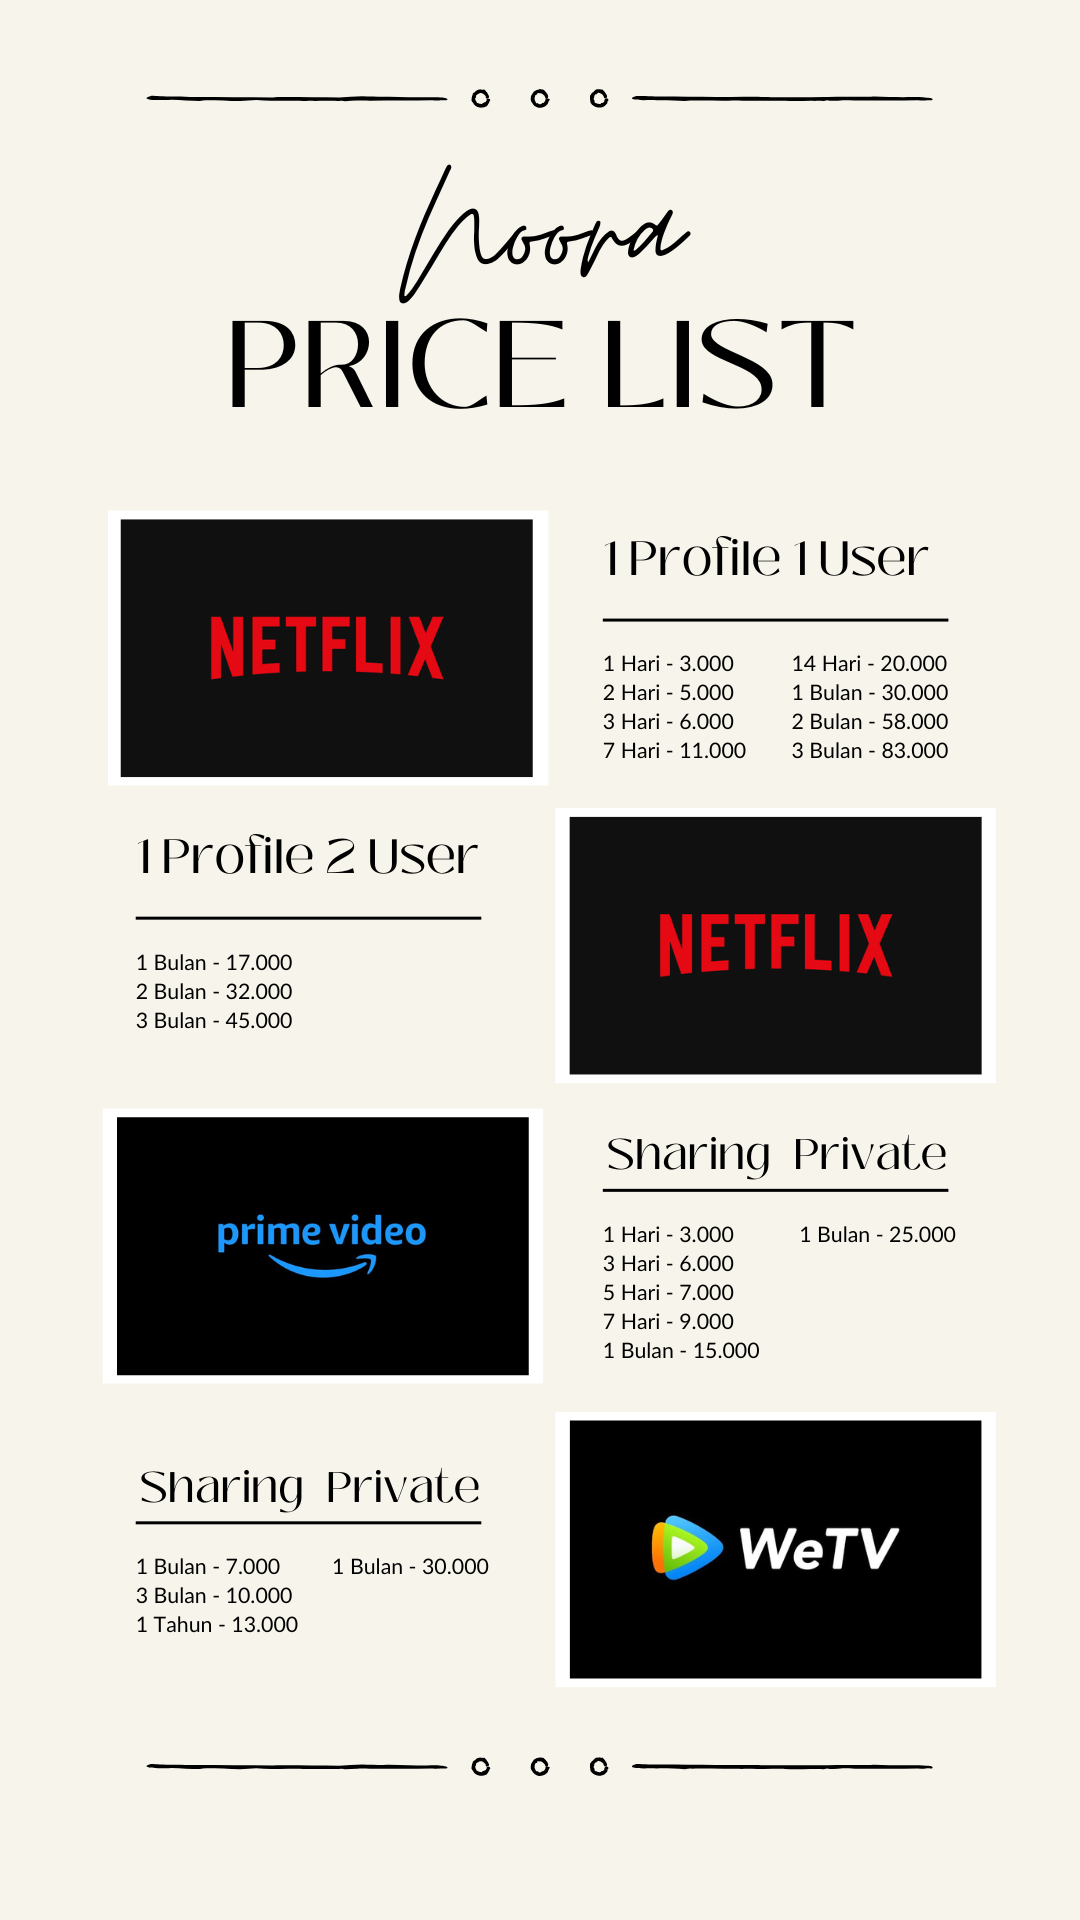 Noord
PRICE LIST
NETFLIX
1 Profile 1 User
1 Hari - 3.000
2 Hari - 5.000
3 Hari - 6.000
7 Hari - 11.000
14 Hari - 20.000
1 Bulan - 30.000
2 Bulan - 58.000
3 Bulan - 83.000
1 Profile 2 User
1 Bulan - 17.000
2 Bulan - 32.000
3 Bulan - 45.000
NETFLIX
prime video
Sharing Private
1 Hari - 3.000
3 Hari - 6.000
5 Hari - 7.000
7 Hari - 9.000
1 Bulan - 15.000
1 Bulan - 25.000
Sharing Private
1 Bulan - 7.000
3 Bulan - 10.000
1 Tahun - 13.000
1 Bulan - 30.000
WeTV